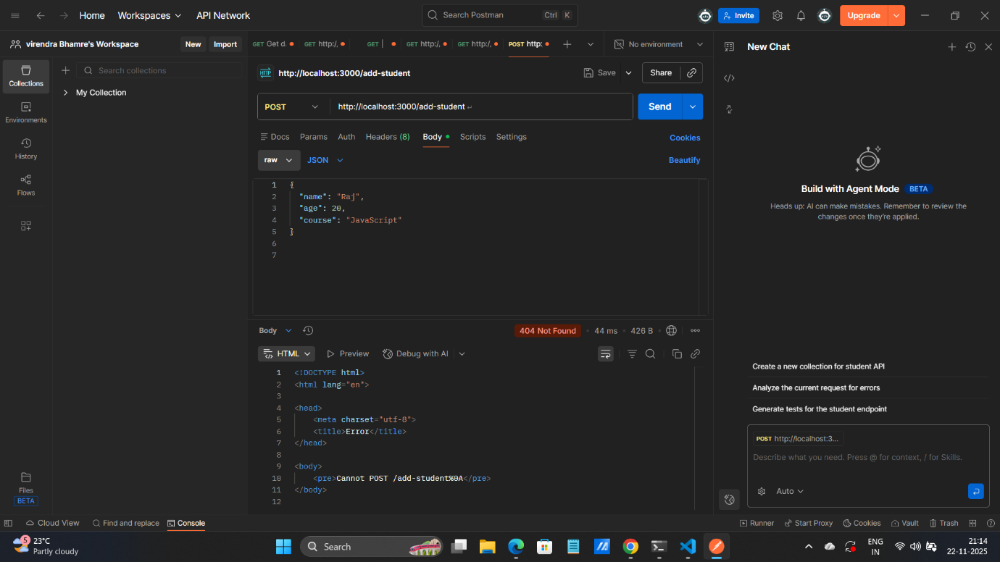 Home
Workspaces
API Network
Search Postman
Ctrl K
Invite
Upgrade
virendra Bhamre's Workspace
New
Import
GET Get d.
GET http:/,
GET
GET http:/,
GET http:/,
POST http:
No environment
New Chat
Collections
Search collections
My Collection
Environments
History
Flows
Files
BETA
HTTP
http://localhost:3000/add-student
Save
Share
POST
http://localhost:3000/add-student
Send
Docs
Params
Auth
Headers (8)
Body
Scripts
Settings
Cookies
raw
JSON
Beautify
1 {
2 "name": "Raj",
3 "age": 20,
4 "course": "JavaScript"
5 }
6
7
Body
404 Not Found
44 ms
426 B
HTML
Preview
Debug with AI
1 <!DOCTYPE html>
2 <html lang="en">
3
4 <head>
5 <meta charset="utf-8">
6 <title>Error</title>
7 </head>
8
9 <body>
10 <pre>Cannot POST /add-student%0A</pre>
11 </body>
12
Build with Agent Mode BETA
Heads up: AI can make mistakes. Remember to review the
changes once they're applied.
Create a new collection for student API
Analyze the current request for errors
Generate tests for the student endpoint
POST http://localhost:3...
Describe what you need. Press @ for context, / for Skills.
Auto
Cloud View
Find and replace
Console
Runner
Start Proxy
Cookies
Vault
Trash
5
23°C
Partly cloudy
Search
ENG
IN
21:14
22-11-2025